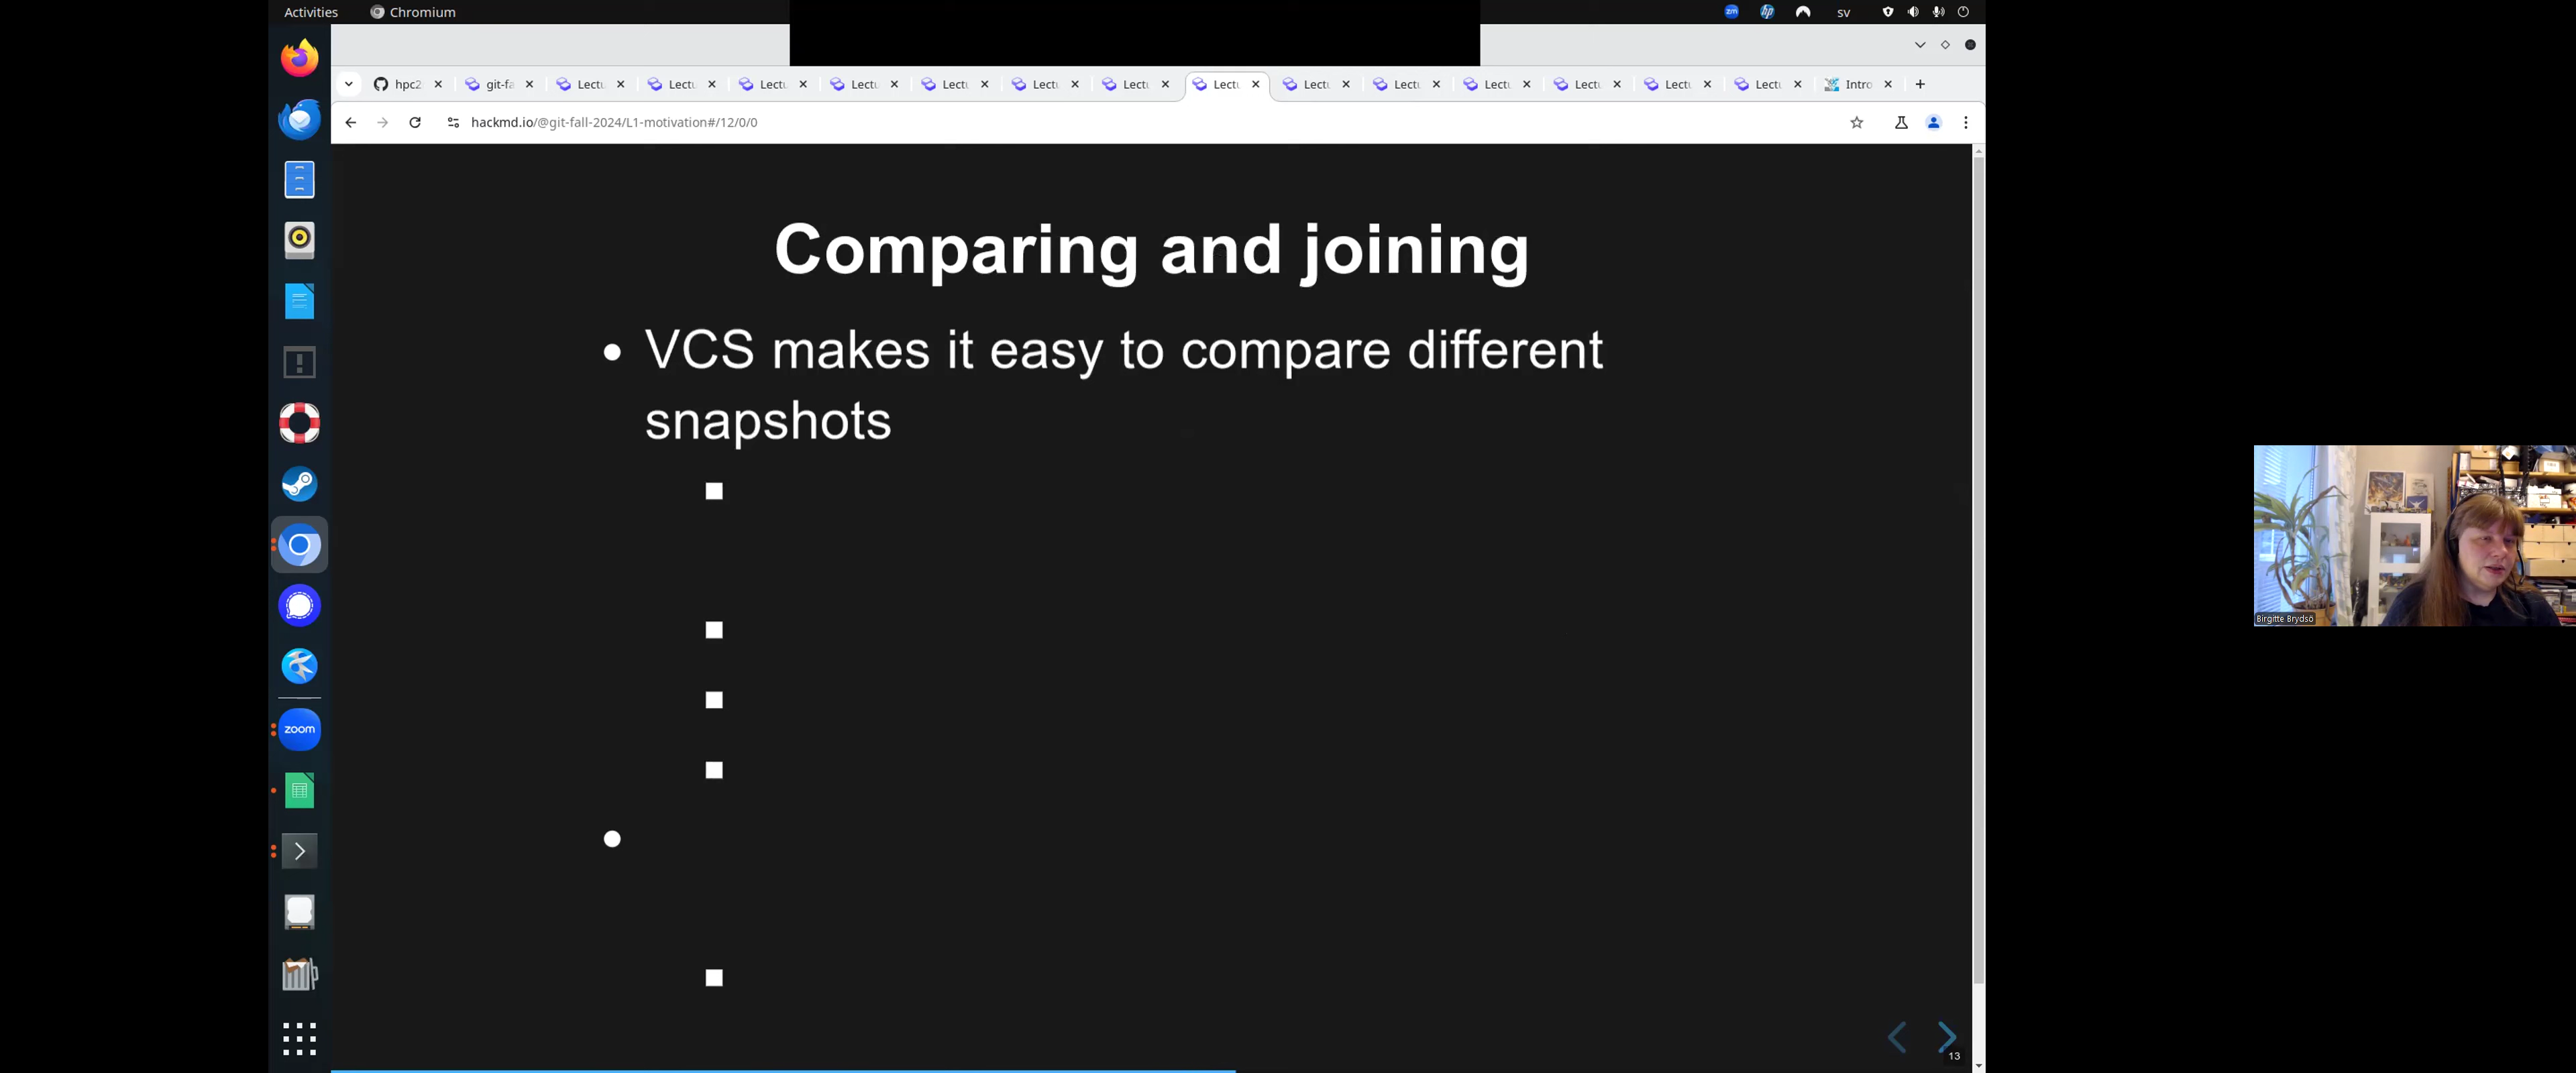 Activities
Chromium
zm
hp
sv
hpc2
git-fa
Lectu
Lectu
Lectu
Lectu
Lectu
Lectu
Lectu
Lectu
Lectu
Lectu
Lectu
Lectu
Lectu
Lectu
Intro
hackmd.io/@git-fall-2024/L1-motivation#/12/0/0
Comparing and joining
VCS makes it easy to compare different
snapshots
zoom
Birgitte Brydsö
13